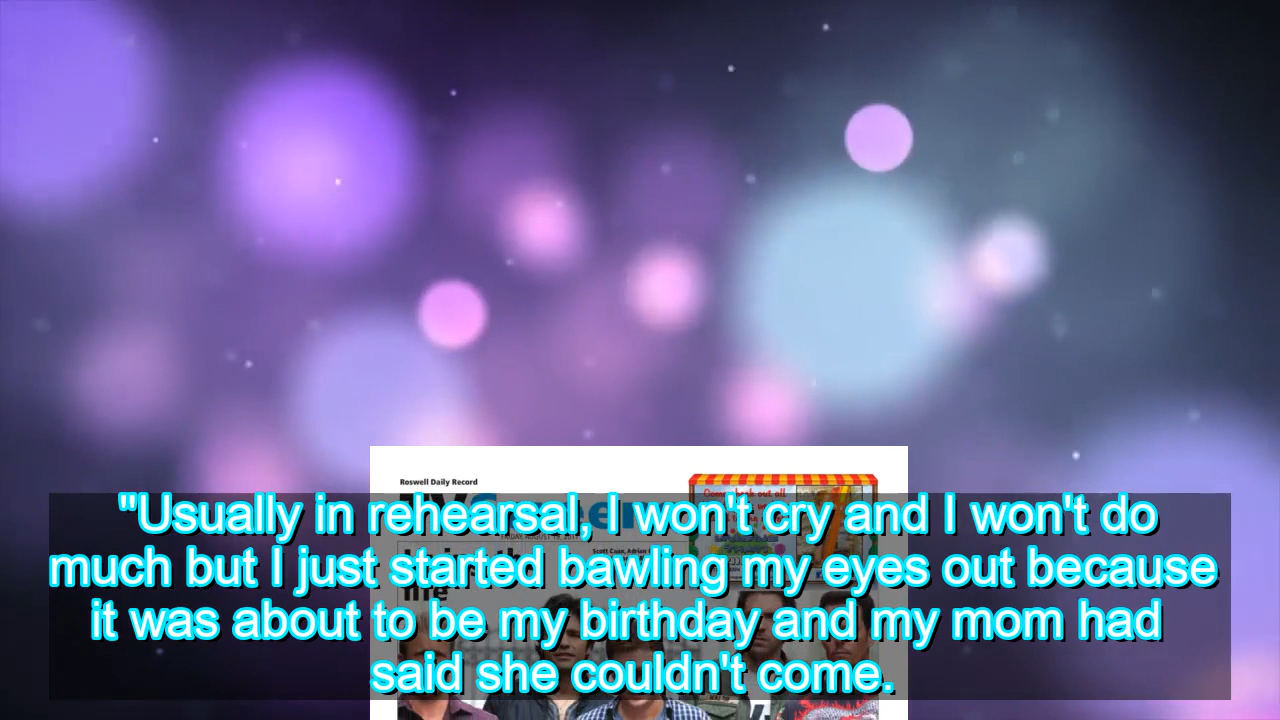 Roswell Daily Record
"Usually in rehearsal, I won't cry and I won't do
much but I just started bawling my eyes out because
it was about to be my birthday and my mom had
said she couldn't come.